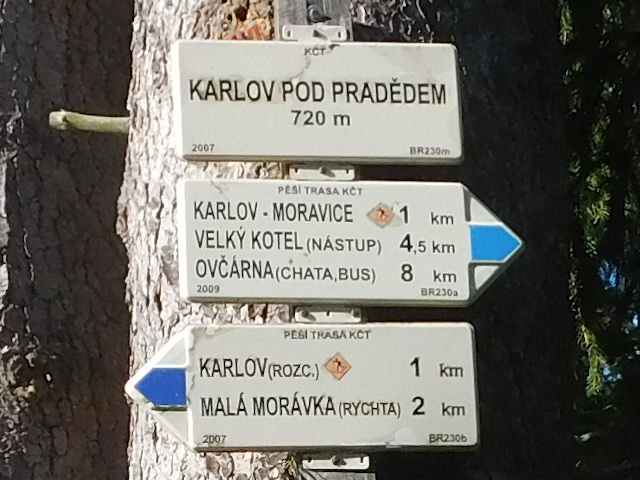 KČT
KARLOV POD PRADĚDEM
720 m
2007 BR230m
PĚŠÍ TRASA KČT
KARLOV - MORAVICE 1 km
VELKÝ KOTEL (NÁSTUP) 4,5 km
OVČÁRNA (CHATA,BUS) 8 km
2009 BR230a
PĚŠÍ TRASA KČT
KARLOV (ROZC.) 1 km
MALÁ MORÁVKA (RYCHTA) 2 km
2007 BR230b